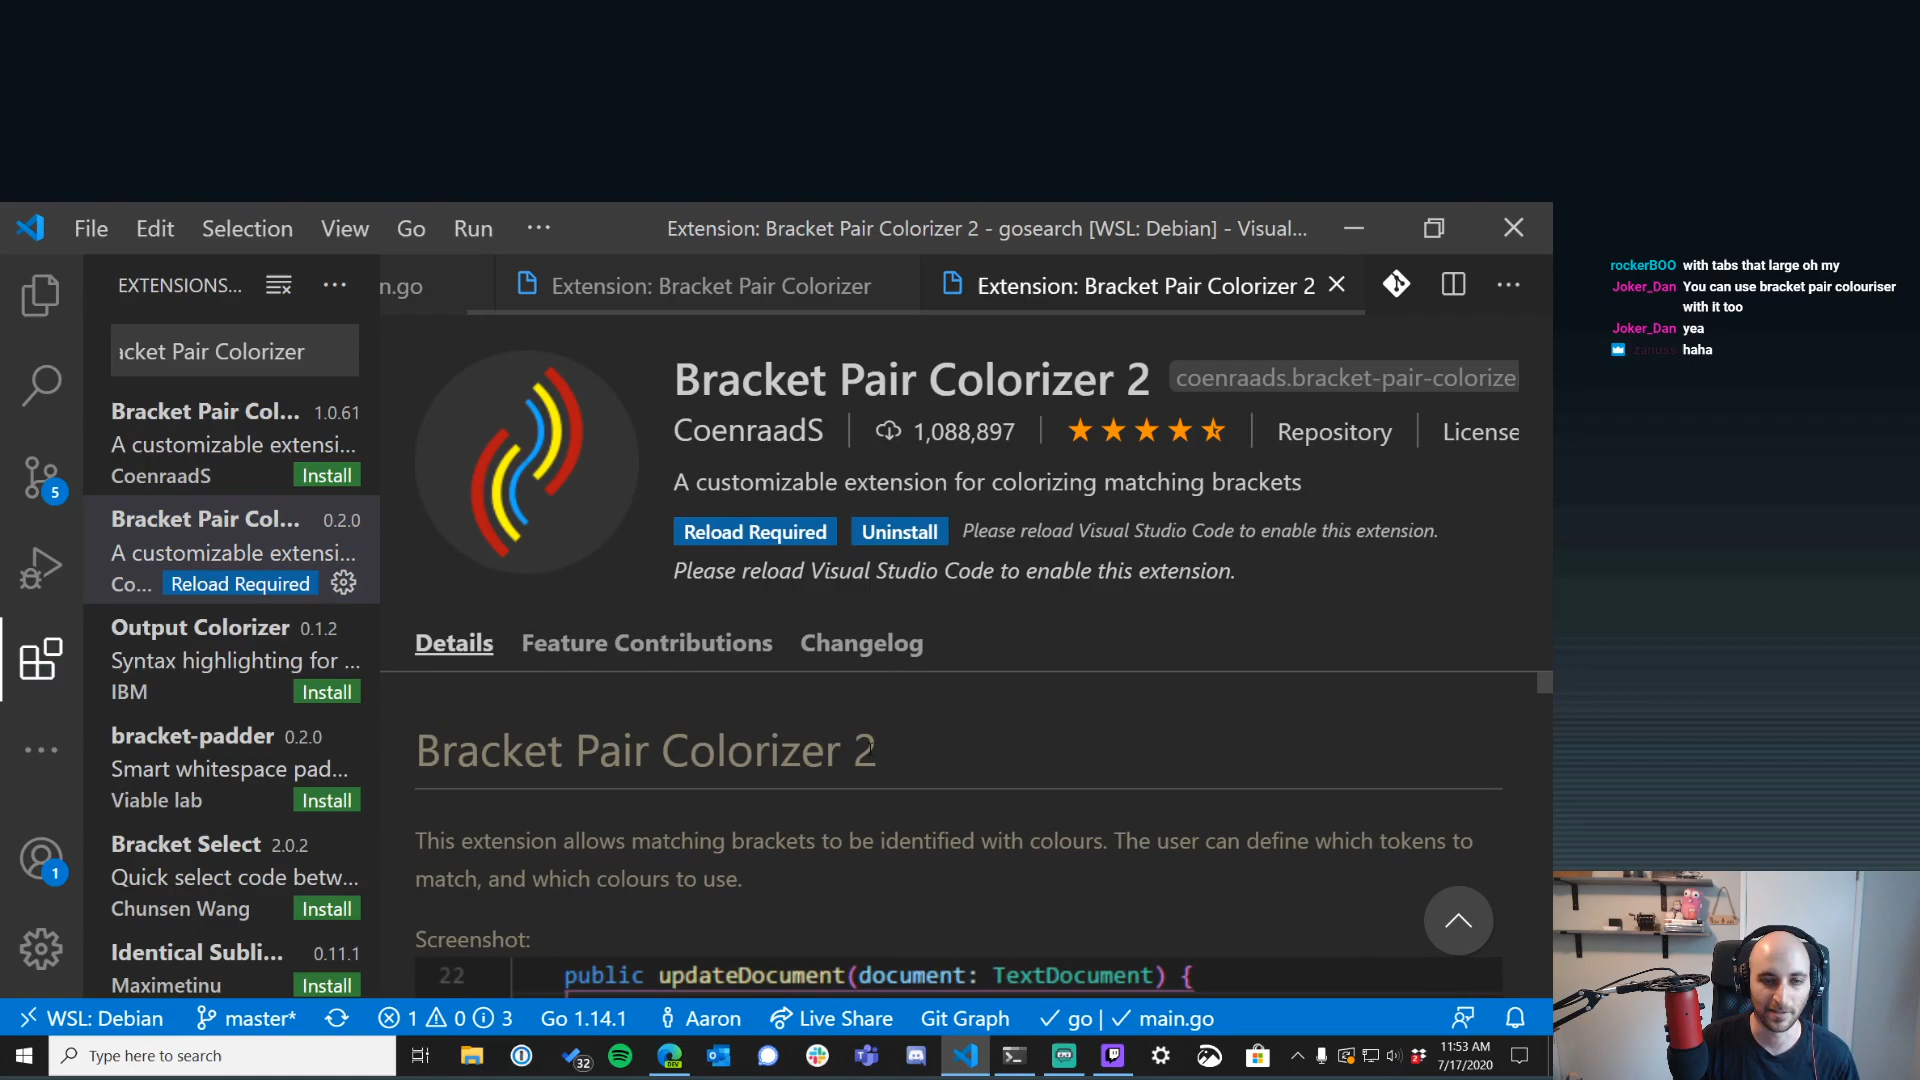 File Edit Selection View Go Run ···
Extension: Bracket Pair Colorizer 2 - gosearch [WSL: Debian] - Visual...
EXTENSIONS... ···
n.go
Extension: Bracket Pair Colorizer
Extension: Bracket Pair Colorizer 2
acket Pair Colorizer
Bracket Pair Col... 1.0.61
A customizable extensi...
CoenraadS Install
Bracket Pair Col... 0.2.0
A customizable extensi...
Co... Reload Required
Output Colorizer 0.1.2
Syntax highlighting for ...
IBM Install
bracket-padder 0.2.0
Smart whitespace pad...
Viable lab Install
Bracket Select 2.0.2
Quick select code betw...
Chunsen Wang Install
Identical Subli... 0.11.1
Maximetinu Install
5
1
Bracket Pair Colorizer 2 coenraads.bracket-pair-colorize
CoenraadS 1,088,897 Repository License
A customizable extension for colorizing matching brackets
Reload Required Uninstall Please reload Visual Studio Code to enable this extension.
Please reload Visual Studio Code to enable this extension.
Details Feature Contributions Changelog
Bracket Pair Colorizer 2
This extension allows matching brackets to be identified with colours. The user can define which tokens to
match, and which colours to use.
Screenshot:
22 public updateDocument(document: TextDocument) {
WSL: Debian master* 1 0 3 Go 1.14.1 Aaron Live Share Git Graph go | main.go
Type here to search
32
DEV
11:53 AM
7/17/2020
rockerBOO with tabs that large oh my
Joker_Dan You can use bracket pair colouriser
with it too
Joker_Dan yea
zanuss haha